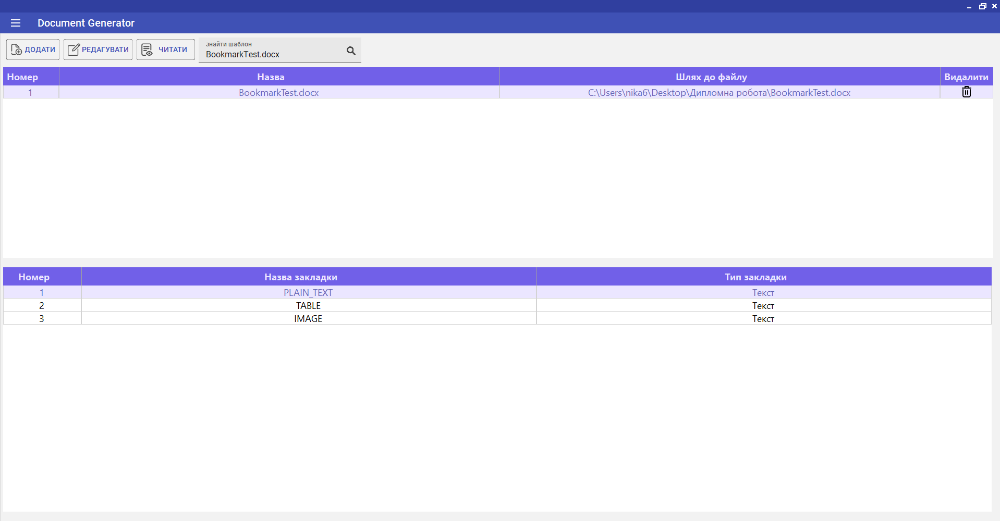 Document Generator
ДОДАТИ РЕДАГУВАТИ ЧИТАТИ
знайти шаблон
BookmarkTest.docx
Номер Назва Шлях до файлу Видалити
1 BookmarkTest.docx C:\Users\nika6\Desktop\Дипломна робота\BookmarkTest.docx
Номер Назва закладки Тип закладки
1 PLAIN_TEXT Текст
2 TABLE Текст
3 IMAGE Текст